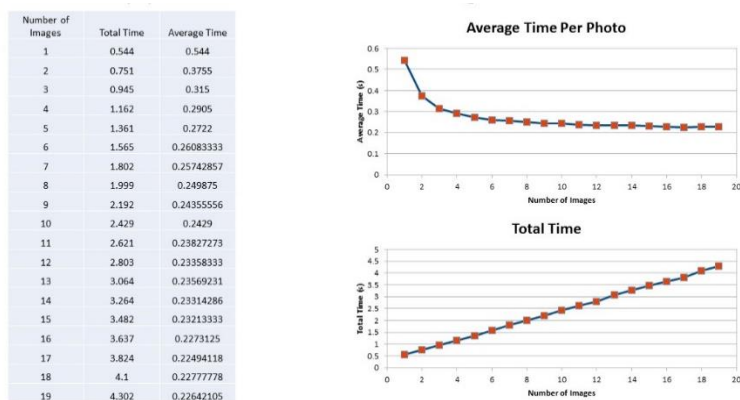 Number of Images Total Time Average Time
1 0.544 0.544
2 0.751 0.3755
3 0.945 0.315
4 1.162 0.2905
5 1.361 0.2722
6 1.565 0.26083333
7 1.802 0.25742857
8 1.999 0.249875
9 2.192 0.24355556
10 2.429 0.2429
11 2.621 0.23827273
12 2.803 0.23358333
13 3.064 0.23569231
14 3.264 0.23314286
15 3.482 0.23213333
16 3.637 0.2273125
17 3.824 0.22494118
18 4.1 0.22777778
19 4.302 0.22642105
Average Time Per Photo
Average Time (s)
0.6
0.5
0.4
0.3
0.2
0.1
0
0 2 4 6 8 10 12 14 16 18 20
Number of Images
Total Time
Total Time (s)
5
4.5
4
3.5
3
2.5
2
1.5
1
0.5
0
0 2 4 6 8 10 12 14 16 18 20
Number of Images